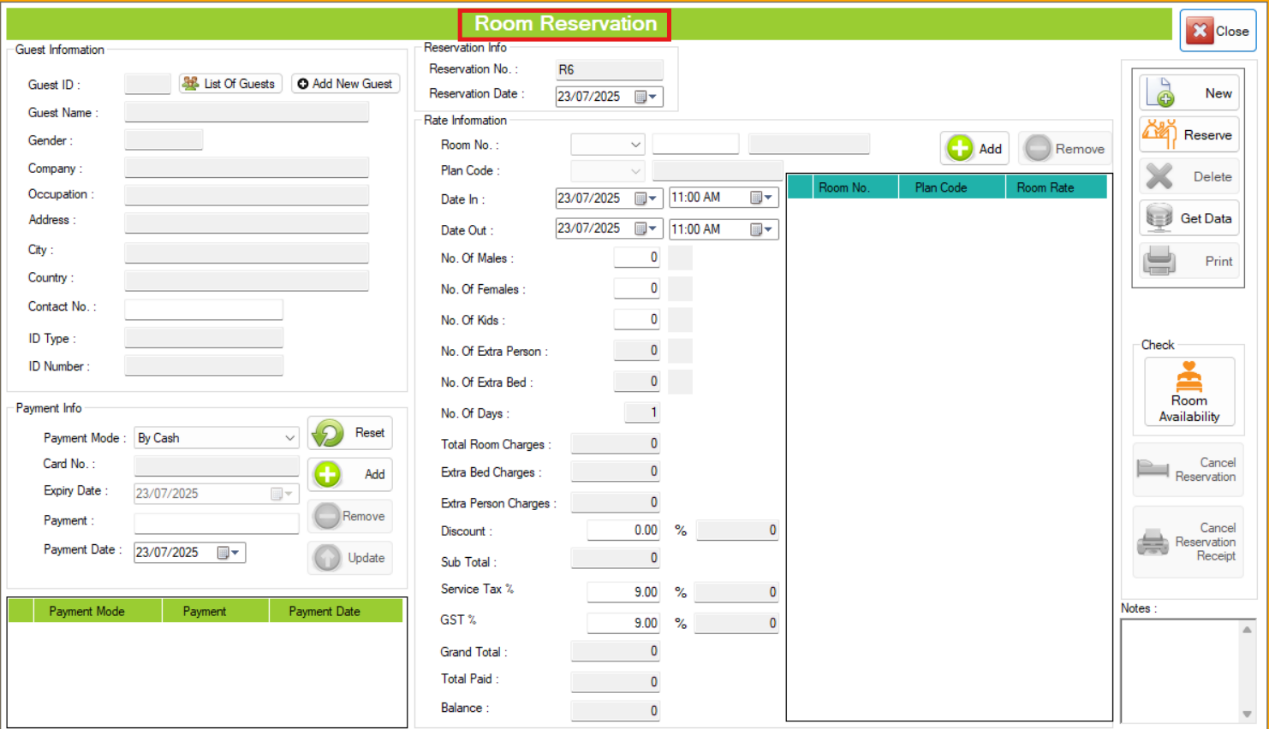 Room Reservation
Close
Guest Information
Guest ID :
List Of Guests
Add New Guest
Guest Name :
Gender :
Company :
Occupation :
Address :
City :
Country :
Contact No. :
ID Type :
ID Number :
Payment Info
Payment Mode : By Cash
Reset
Card No. :
Add
Expiry Date : 23/07/2025
Payment :
Remove
Payment Date : 23/07/2025
Update
Payment Mode Payment Payment Date
Reservation Info
Reservation No. : R6
Reservation Date : 23/07/2025
Rate Information
Room No. :
Add
Remove
Plan Code :
Date In : 23/07/2025 11:00 AM
Date Out : 23/07/2025 11:00 AM
No. Of Males : 0
No. Of Females : 0
No. Of Kids : 0
No. Of Extra Person : 0
No. Of Extra Bed : 0
No. Of Days : 1
Total Room Charges : 0
Extra Bed Charges : 0
Extra Person Charges : 0
Discount : 0.00 % 0
Sub Total : 0
Service Tax % 9.00 % 0
GST % 9.00 % 0
Grand Total : 0
Total Paid : 0
Balance : 0
Room No. Plan Code Room Rate
New
Reserve
Delete
Get Data
Print
Check
Room
Availability
Cancel
Reservation
Cancel
Reservation
Receipt
Notes :